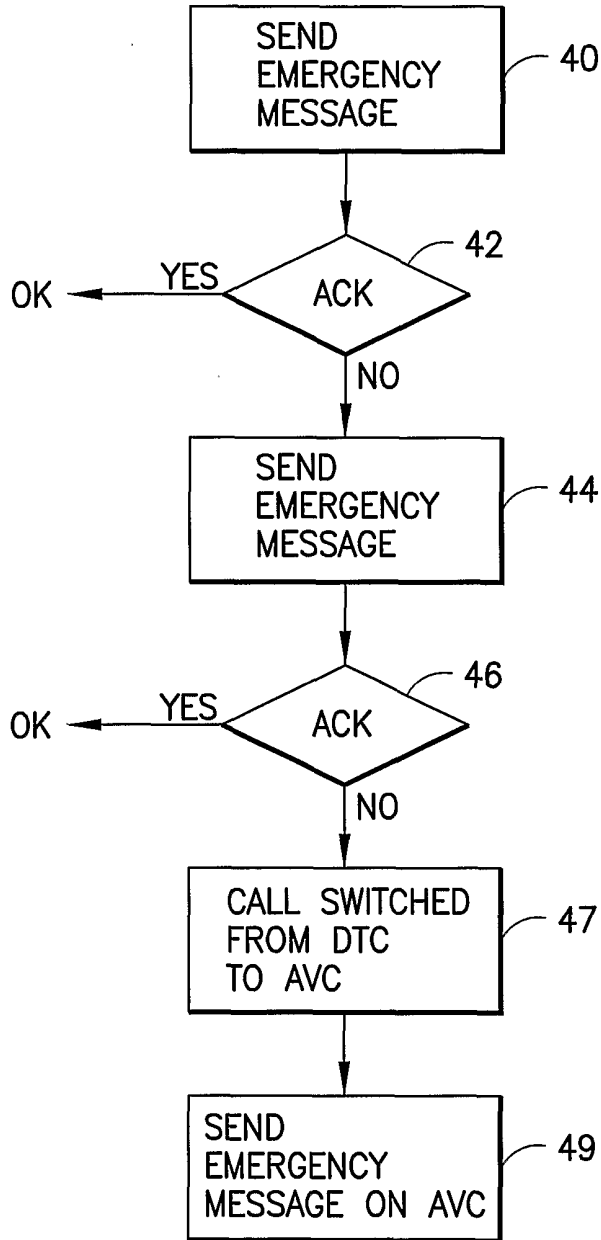 SEND
EMERGENCY
MESSAGE
40
42
OK
YES
ACK
NO
SEND
EMERGENCY
MESSAGE
44
46
OK
YES
ACK
NO
CALL SWITCHED
FROM DTC
TO AVC
47
SEND
EMERGENCY
MESSAGE ON AVC
49